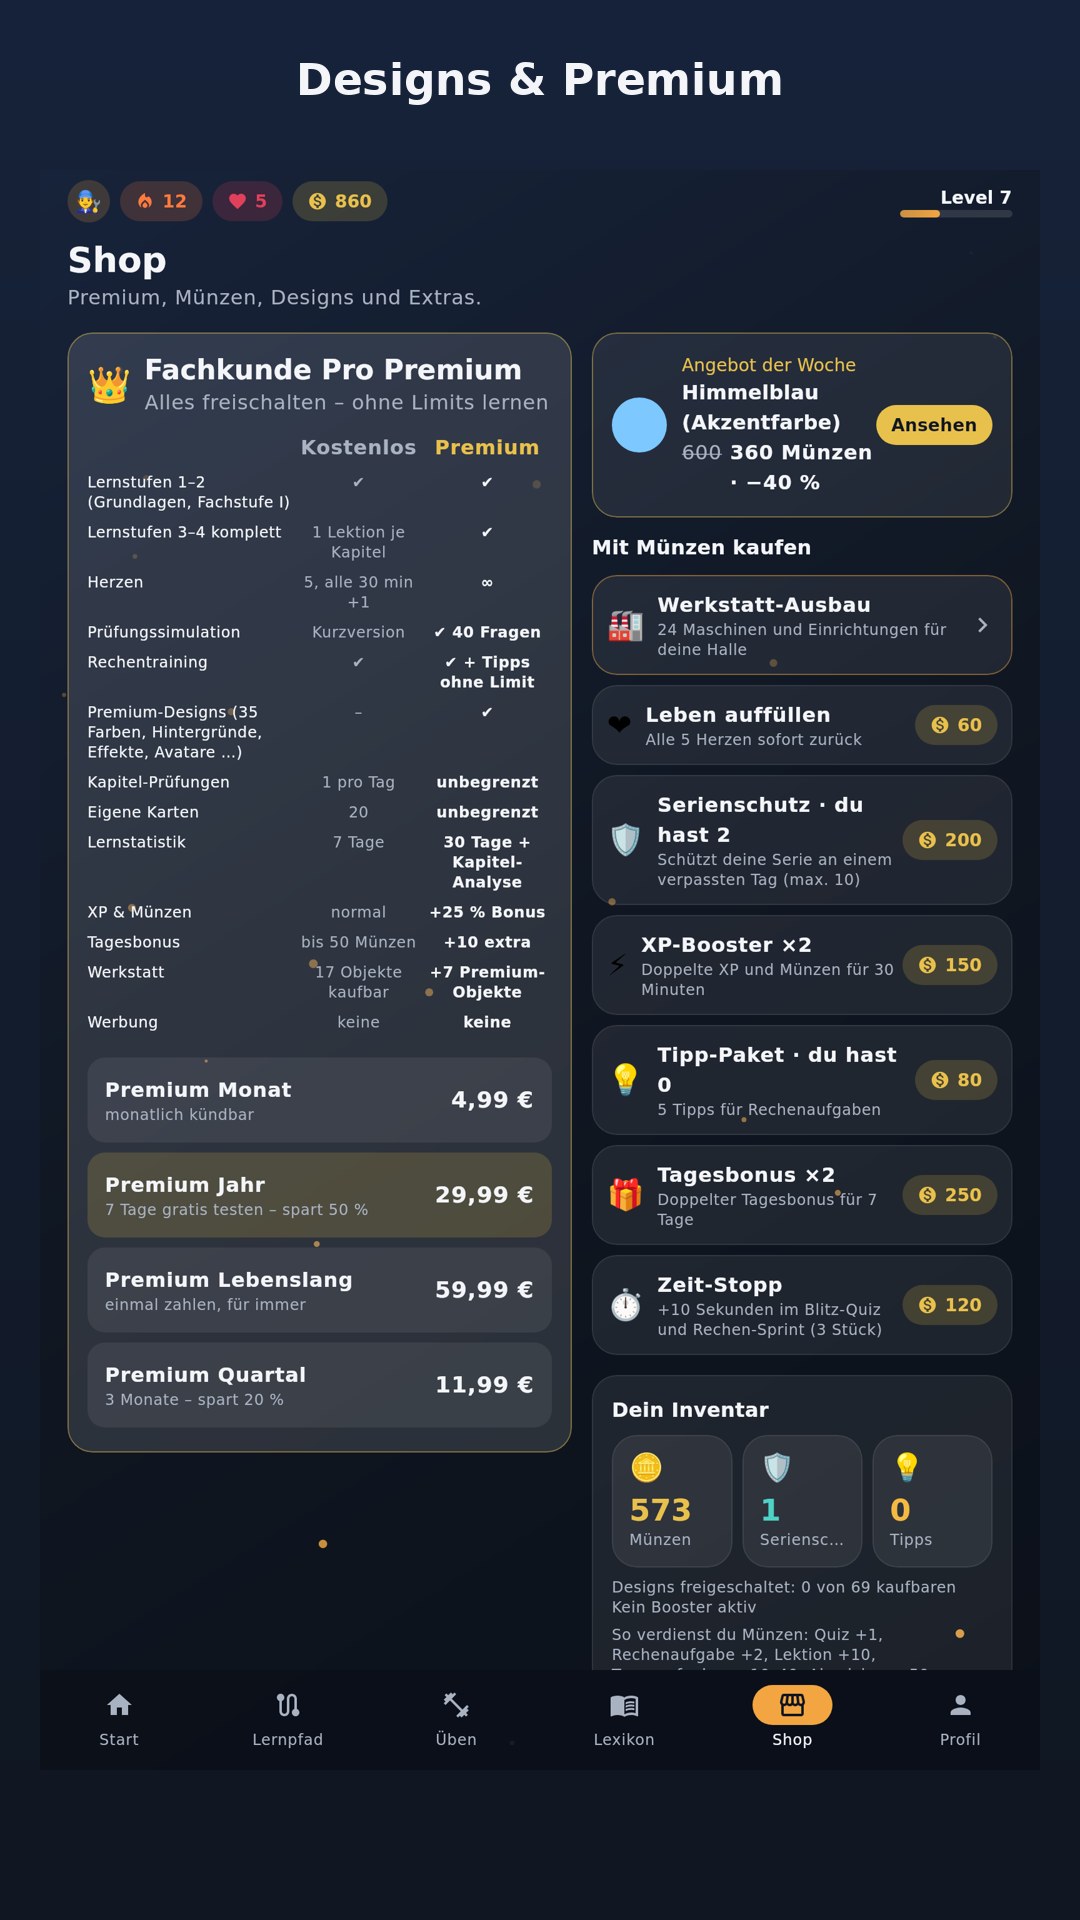 Designs & Premium
12
5
860
Level 7
Shop
Premium, Münzen, Designs und Extras.
Fachkunde Pro Premium
Alles freischalten – ohne Limits lernen
Kostenlos Premium
Lernstufen 1–2 ✔ ✔
(Grundlagen, Fachstufe I)
Lernstufen 3–4 komplett 1 Lektion je ✔
Kapitel
Herzen 5, alle 30 min ∞
+1
Prüfungssimulation Kurzversion ✔ 40 Fragen
Rechentraining ✔ ✔ + Tipps
ohne Limit
Premium-Designs (35 – ✔
Farben, Hintergründe,
Effekte, Avatare ...)
Kapitel-Prüfungen 1 pro Tag unbegrenzt
Eigene Karten 20 unbegrenzt
Lernstatistik 7 Tage 30 Tage +
Kapitel-
Analyse
XP & Münzen normal +25 % Bonus
Tagesbonus bis 50 Münzen +10 extra
Werkstatt 17 Objekte +7 Premium-
kaufbar Objekte
Werbung keine keine
Premium Monat 4,99 €
monatlich kündbar
Premium Jahr 29,99 €
7 Tage gratis testen – spart 50 %
Premium Lebenslang 59,99 €
einmal zahlen, für immer
Premium Quartal 11,99 €
3 Monate – spart 20 %
Angebot der Woche
Himmelblau
(Akzentfarbe)
600 360 Münzen
· −40 %
Ansehen
Mit Münzen kaufen
Werkstatt-Ausbau
24 Maschinen und Einrichtungen für
deine Halle
Leben auffüllen
Alle 5 Herzen sofort zurück
60
Serienschutz · du
hast 2
Schützt deine Serie an einem
verpassten Tag (max. 10)
200
XP-Booster ×2
Doppelte XP und Münzen für 30
Minuten
150
Tipp-Paket · du hast
0
5 Tipps für Rechenaufgaben
80
Tagesbonus ×2
Doppelter Tagesbonus für 7
Tage
250
Zeit-Stopp
+10 Sekunden im Blitz-Quiz
und Rechen-Sprint (3 Stück)
120
Dein Inventar
573
Münzen
1
Seriensc...
0
Tipps
Designs freigeschaltet: 0 von 69 kaufbaren
Kein Booster aktiv
So verdienst du Münzen: Quiz +1,
Rechenaufgabe +2, Lektion +10,
Start
Lernpfad
Üben
Lexikon
Shop
Profil